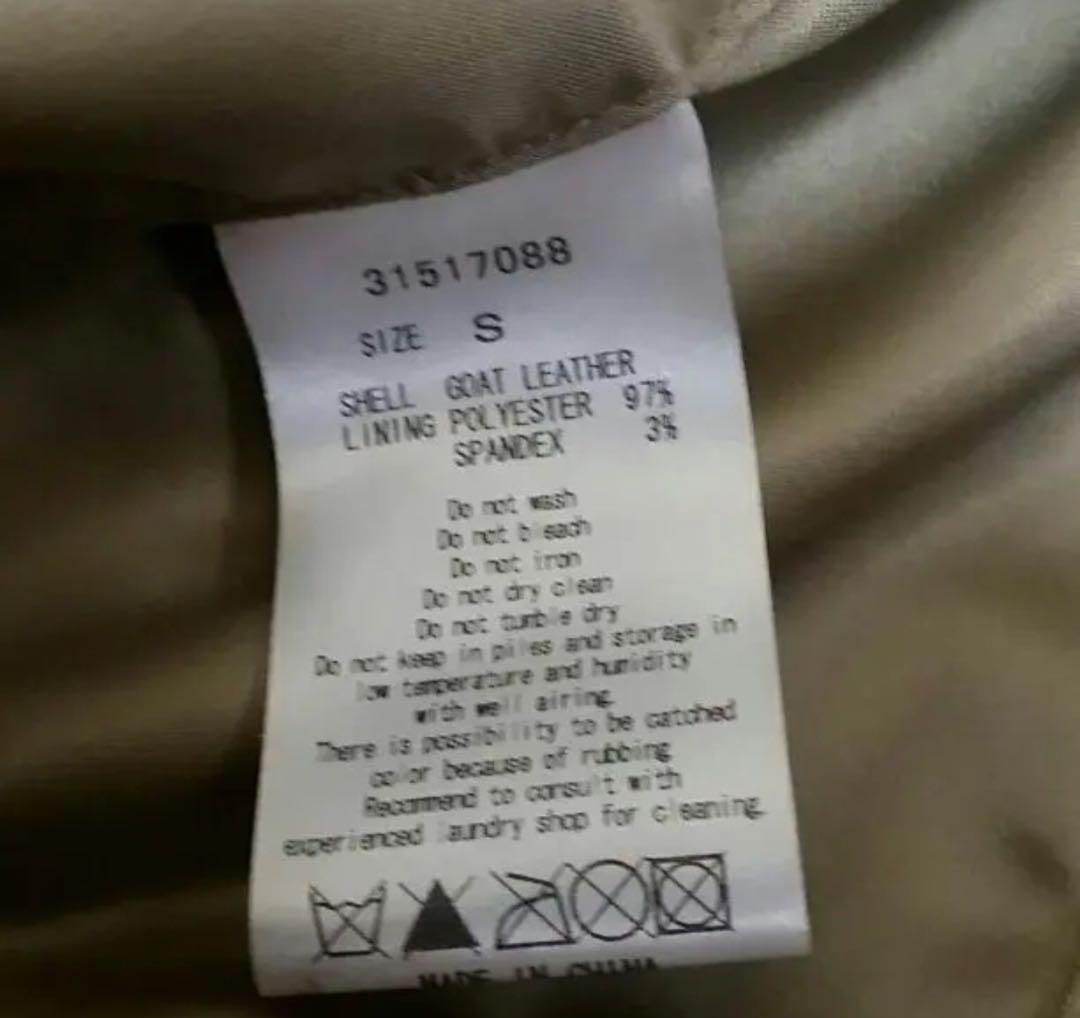 31517088
SIZE S
SHELL GOAT LEATHER
LINING POLYESTER 97%
SPANDEX 3%
Do not wash
Do not bleach
Do not iron
Do not dry clean
Do not tumble dry
Do not keep in piles and storage in
low temperature and humidity
with well airing.
There is possibility to be catched
color because of rubbing
Recommend to consult with
experienced laundry shop for cleaning.
MADE IN CHINA